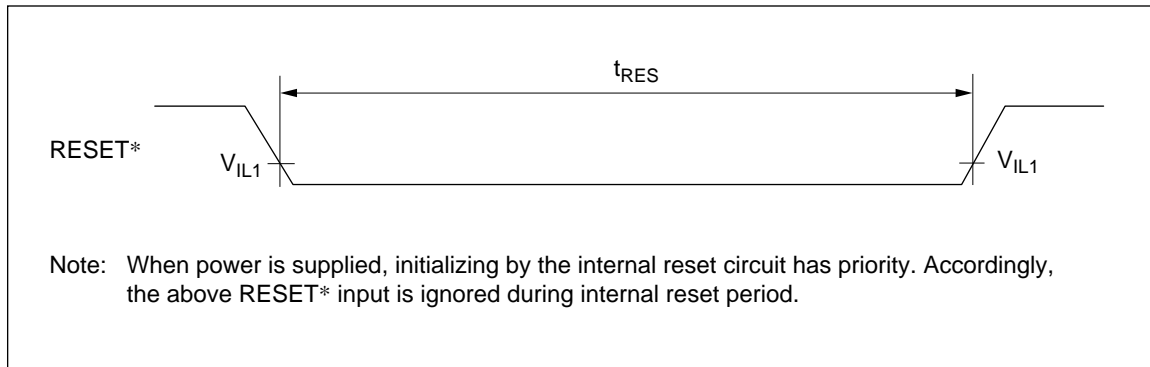 tRES
RESET*
VIL1
VIL1
Note: When power is supplied, initializing by the internal reset circuit has priority. Accordingly,
the above RESET* input is ignored during internal reset period.